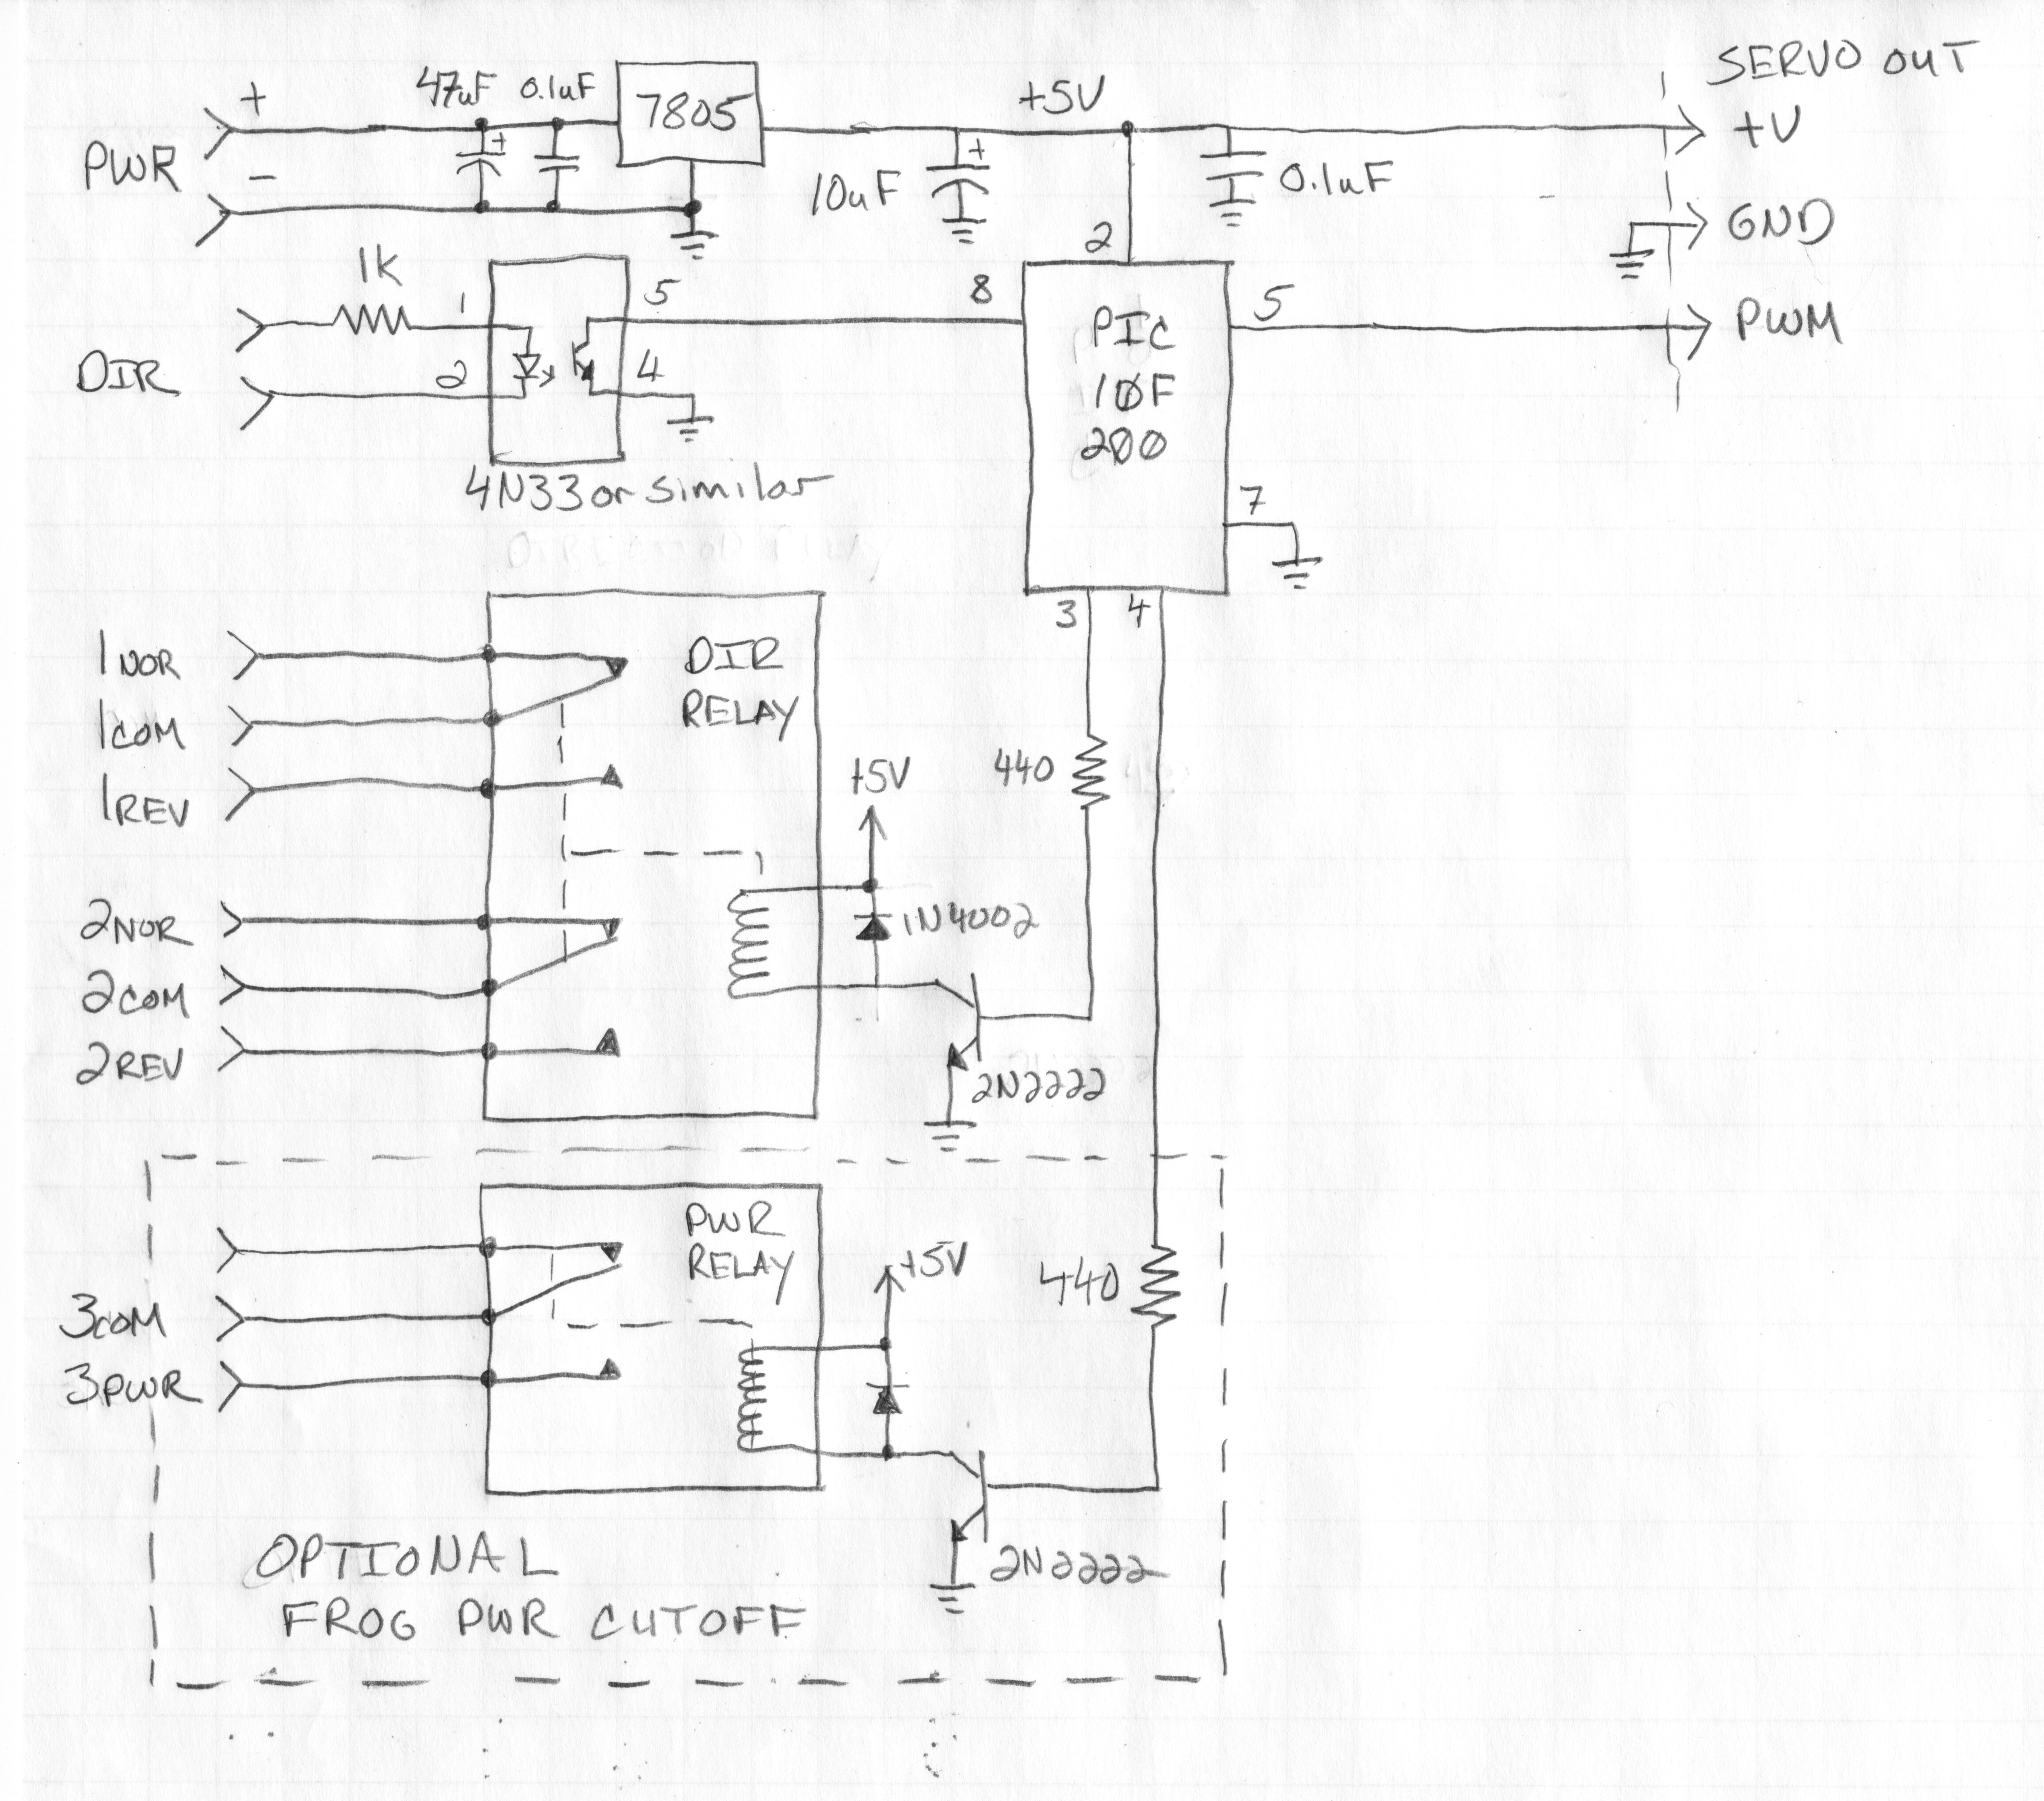 SERVO OUT
47uF 0.1uF
7805
+5V
+
+V
PWR
-
+
10uF
+
0.1uF
GND
2
1K
1
5
8
5
PWM
PIC
10F
200
DIR
2
4
4N33 or similar
7
3
4
1NOR
DIR
RELAY
1COM
1REV
+5V
440
2NOR
1N4002
2COM
2REV
2N2222
PWR
RELAY
+5V
440
3COM
3PWR
2N2222
OPTIONAL
FROG PWR CUTOFF